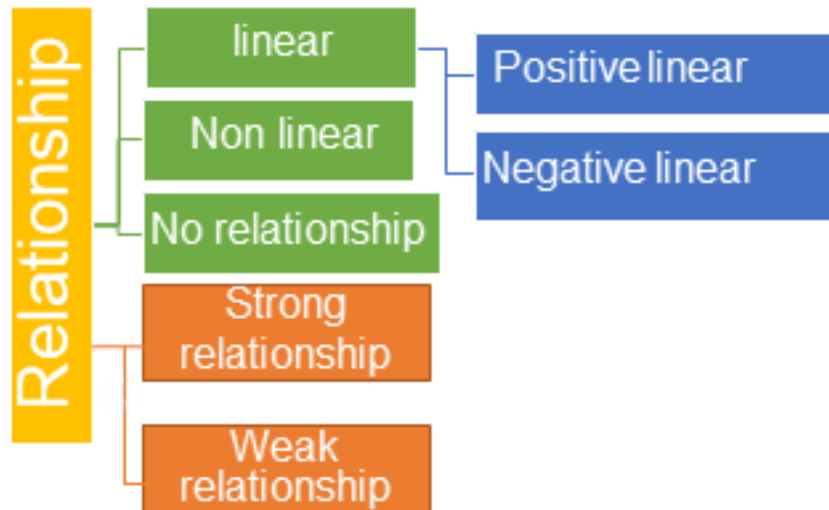 Relationship
linear
Non linear
No relationship
Strong
relationship
Weak
relationship
Positive linear
Negative linear